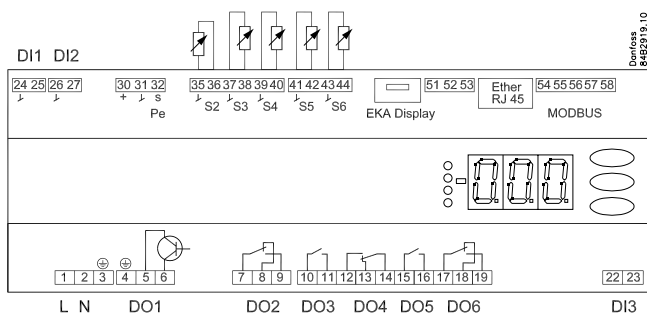 Danfoss
84B2919.10
DI1 DI2
24 25 26 27 30 31 32 35 36 37 38 39 40 41 42 43 44 51 52 53 Ether RJ 45 54 55 56 57 58
+ s S2 S3 S4 S5 S6 EKA Display MODBUS
Pe
000
1 2 3 4 5 6 7 8 9 10 11 12 13 14 15 16 17 18 19 22 23
L N DO1 DO2 DO3 DO4 DO5 DO6 DI3